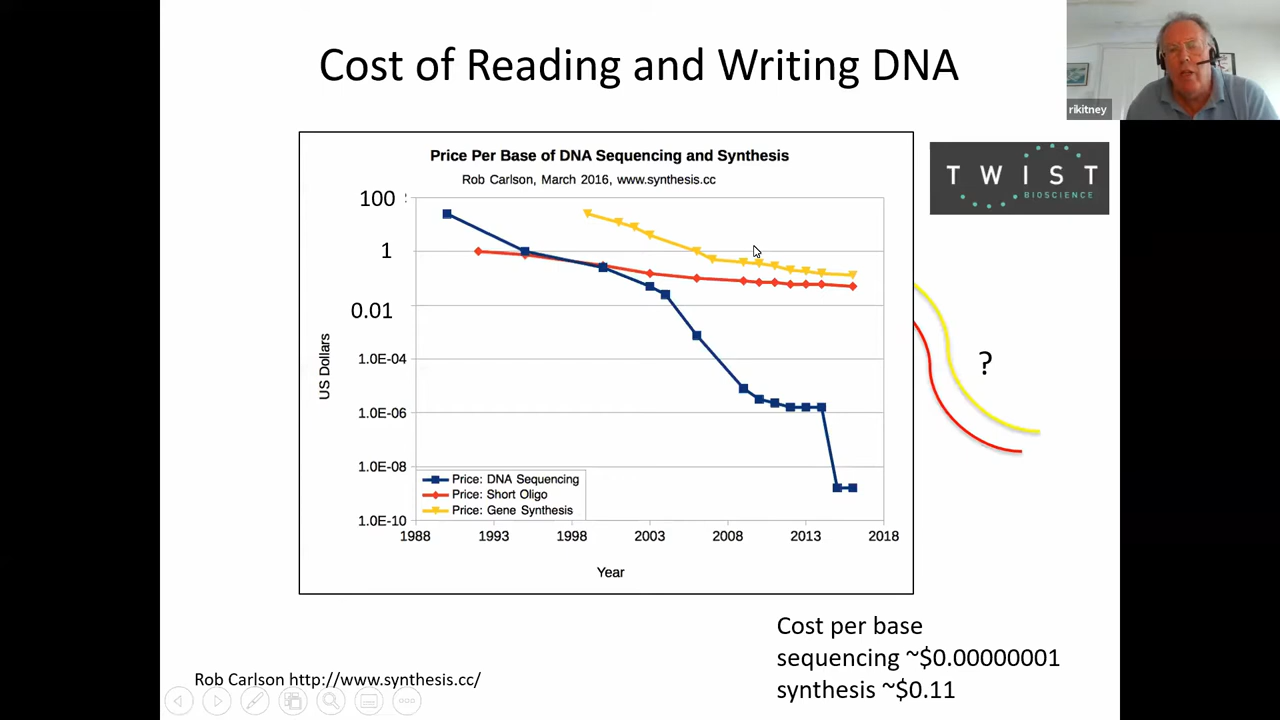 Cost of Reading and Writing DNA
rikitney
Price Per Base of DNA Sequencing and Synthesis
Rob Carlson, March 2016, www.synthesis.cc
TWIST
BIOSCIENCE
100
1
0.01
1.0E-04
1.0E-06
1.0E-08
1.0E-10
US Dollars
Price: DNA Sequencing
Price: Short Oligo
Price: Gene Synthesis
1988 1993 1998 2003 2008 2013 2018
Year
?
Cost per base
sequencing ~$0.00000001
synthesis ~$0.11
Rob Carlson http://www.synthesis.cc/